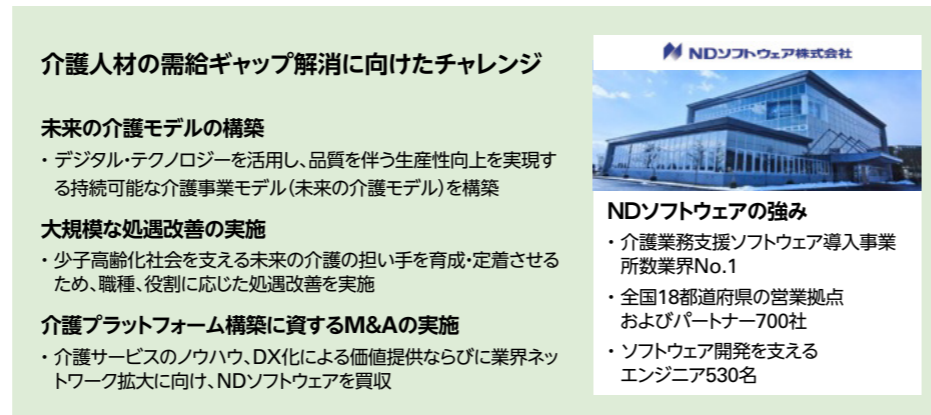 介護人材の需給ギャップ解消に向けたチャレンジ
未来の介護モデルの構築
・デジタル・テクノロジーを活用し、品質を伴う生産性向上を実現す
る持続可能な介護事業モデル（未来の介護モデル）を構築
大規模な処遇改善の実施
・少子高齢化社会を支える未来の介護の担い手を育成・定着させる
ため、職種、役割に応じた処遇改善を実施
介護プラットフォーム構築に資するM&Aの実施
・介護サービスのノウハウ、DX化による価値提供ならびに業界ネッ
トワーク拡大に向け、NDソフトウェアを買収
NDソフトウェア株式会社
NDソフトウェアの強み
・介護業務支援ソフトウェア導入事業
所数業界No.1
・全国18都道府県の営業拠点
およびパートナー700社
・ソフトウェア開発を支える
エンジニア530名